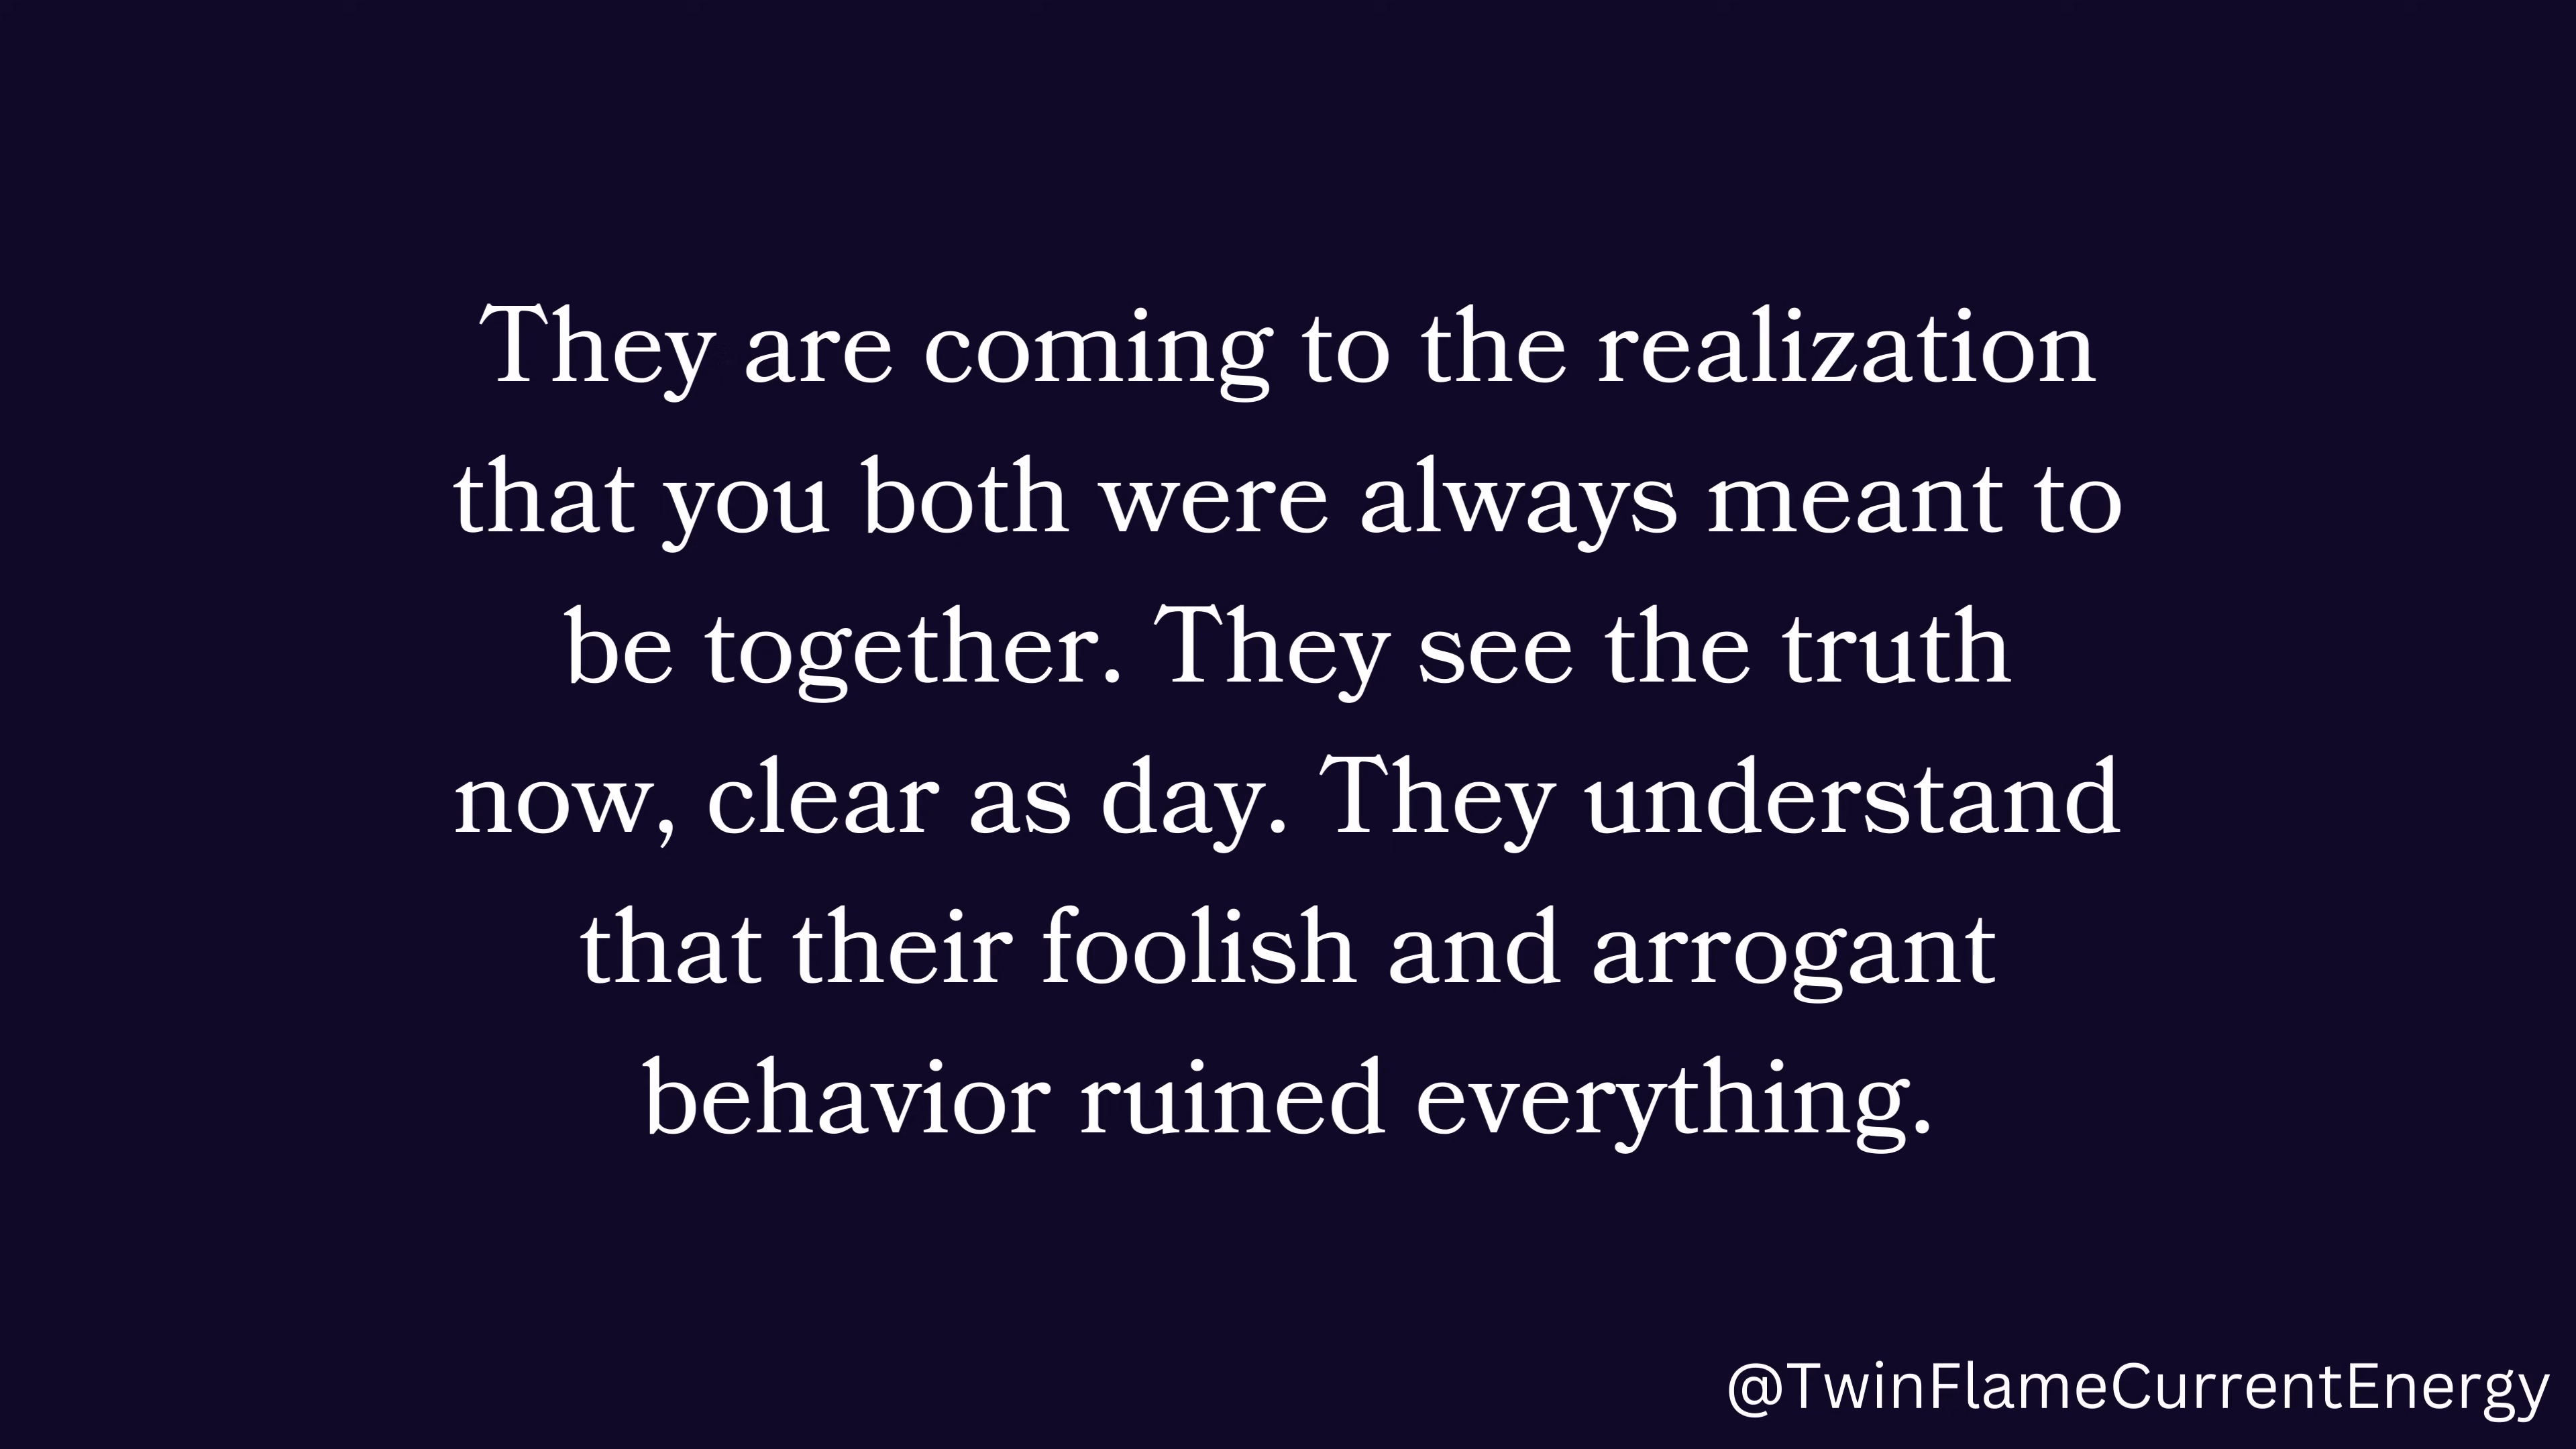 They are coming to the realization
that you both were always meant to
be together. They see the truth
now, clear as day. They understand
that their foolish and arrogant
behavior ruined everything.
@TwinFlameCurrentEnergy